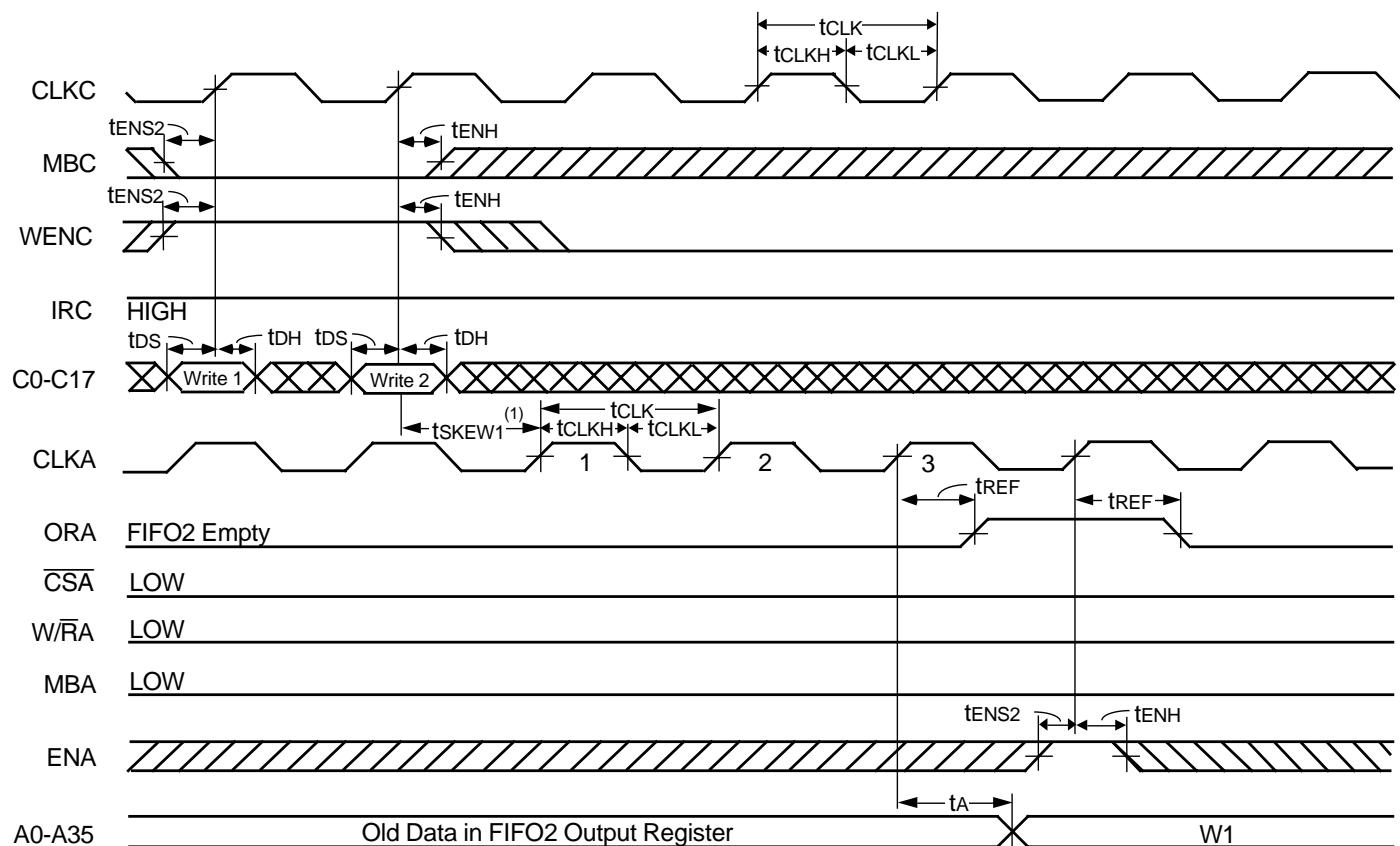 tCLK
tCLKH tCLKL
CLKC
tENS2 tENH
MBC
tENS2 tENH
WENC
IRC HIGH
tDS tDH tDS tDH
C0-C17 Write 1 Write 2
tSKEW1(1) tCLK
tCLKH tCLKL
CLKA 1 2 3
tREF tREF
ORA FIFO2 Empty
CSA LOW
W/RA LOW
MBA LOW
tENS2 tENH
ENA
tA
A0-A35 Old Data in FIFO2 Output Register W1